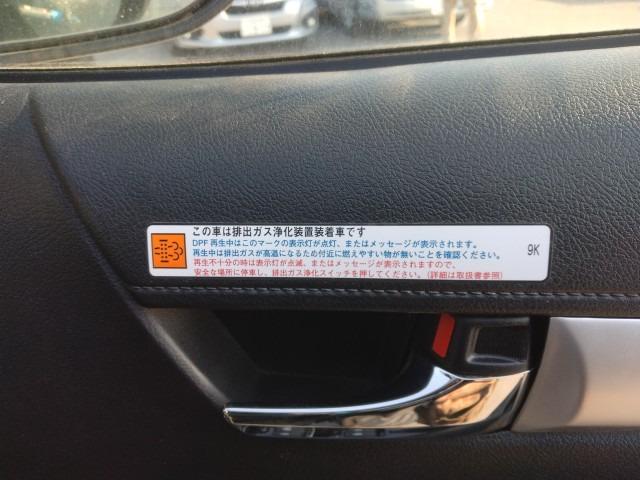 この車は排出ガス浄化装置装着車です
DPF 再生中はこのマークの表示灯が点灯、またはメッセージが表示されます。
再生中は排出ガスが高温になるため付近に燃えやすい物が無いことを確認ください。
再生不十分の時は表示灯が点滅、またはメッセージが表示されますので、
安全な場所に停車し、排出ガス浄化スイッチを押してください。(詳細は取扱書参照)
9K